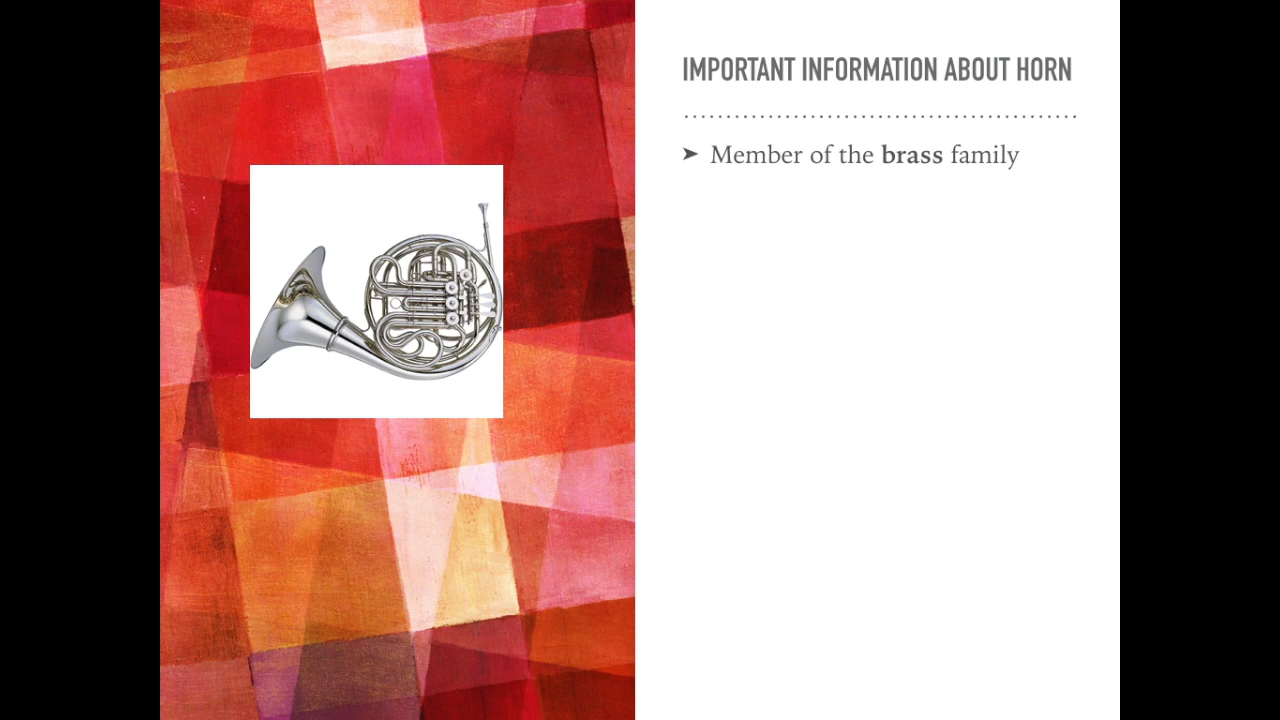 IMPORTANT INFORMATION ABOUT HORN
➤ Member of the brass family